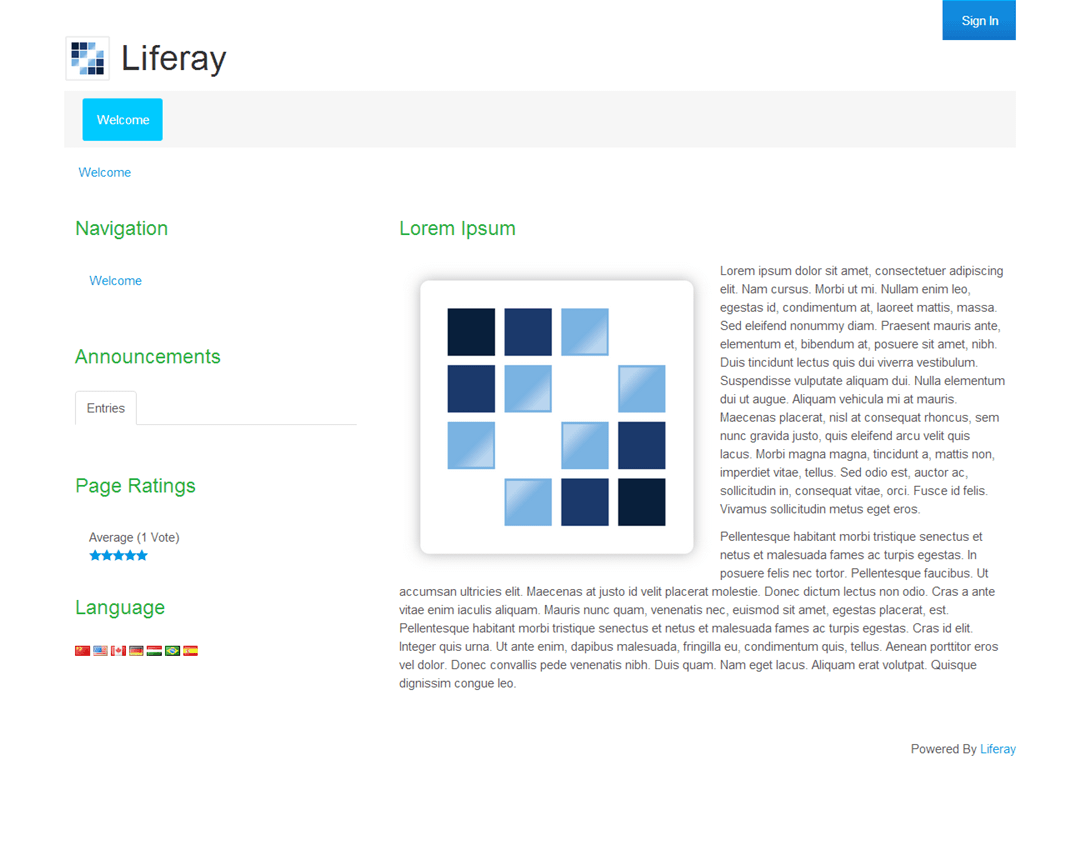 Sign In
Liferay
Welcome
Welcome
Navigation
Welcome
Announcements
Entries
Page Ratings
Average (1 Vote)
Language
Lorem Ipsum
Lorem ipsum dolor sit amet, consectetuer adipiscing
elit. Nam cursus. Morbi ut mi. Nullam enim leo,
egestas id, condimentum at, laoreet mattis, massa.
Sed eleifend nonummy diam. Praesent mauris ante,
elementum et, bibendum at, posuere sit amet, nibh.
Duis tincidunt lectus quis dui viverra vestibulum.
Suspendisse vulputate aliquam dui. Nulla elementum
dui ut augue. Aliquam vehicula mi at mauris.
Maecenas placerat, nisl at consequat rhoncus, sem
nunc gravida justo, quis eleifend arcu velit quis
lacus. Morbi magna magna, tincidunt a, mattis non,
imperdiet vitae, tellus. Sed odio est, auctor ac,
sollicitudin in, consequat vitae, orci. Fusce id felis.
Vivamus sollicitudin metus eget eros.
Pellentesque habitant morbi tristique senectus et
netus et malesuada fames ac turpis egestas. In
posuere felis nec tortor. Pellentesque faucibus. Ut
accumsan ultricies elit. Maecenas at justo id velit placerat molestie. Donec dictum lectus non odio. Cras a ante
vitae enim iaculis aliquam. Mauris nunc quam, venenatis nec, euismod sit amet, egestas placerat, est.
Pellentesque habitant morbi tristique senectus et netus et malesuada fames ac turpis egestas. Cras id elit.
Integer quis urna. Ut ante enim, dapibus malesuada, fringilla eu, condimentum quis, tellus. Aenean porttitor eros
vel dolor. Donec convallis pede venenatis nibh. Duis quam. Nam eget lacus. Aliquam erat volutpat. Quisque
dignissim congue leo.
Powered By Liferay